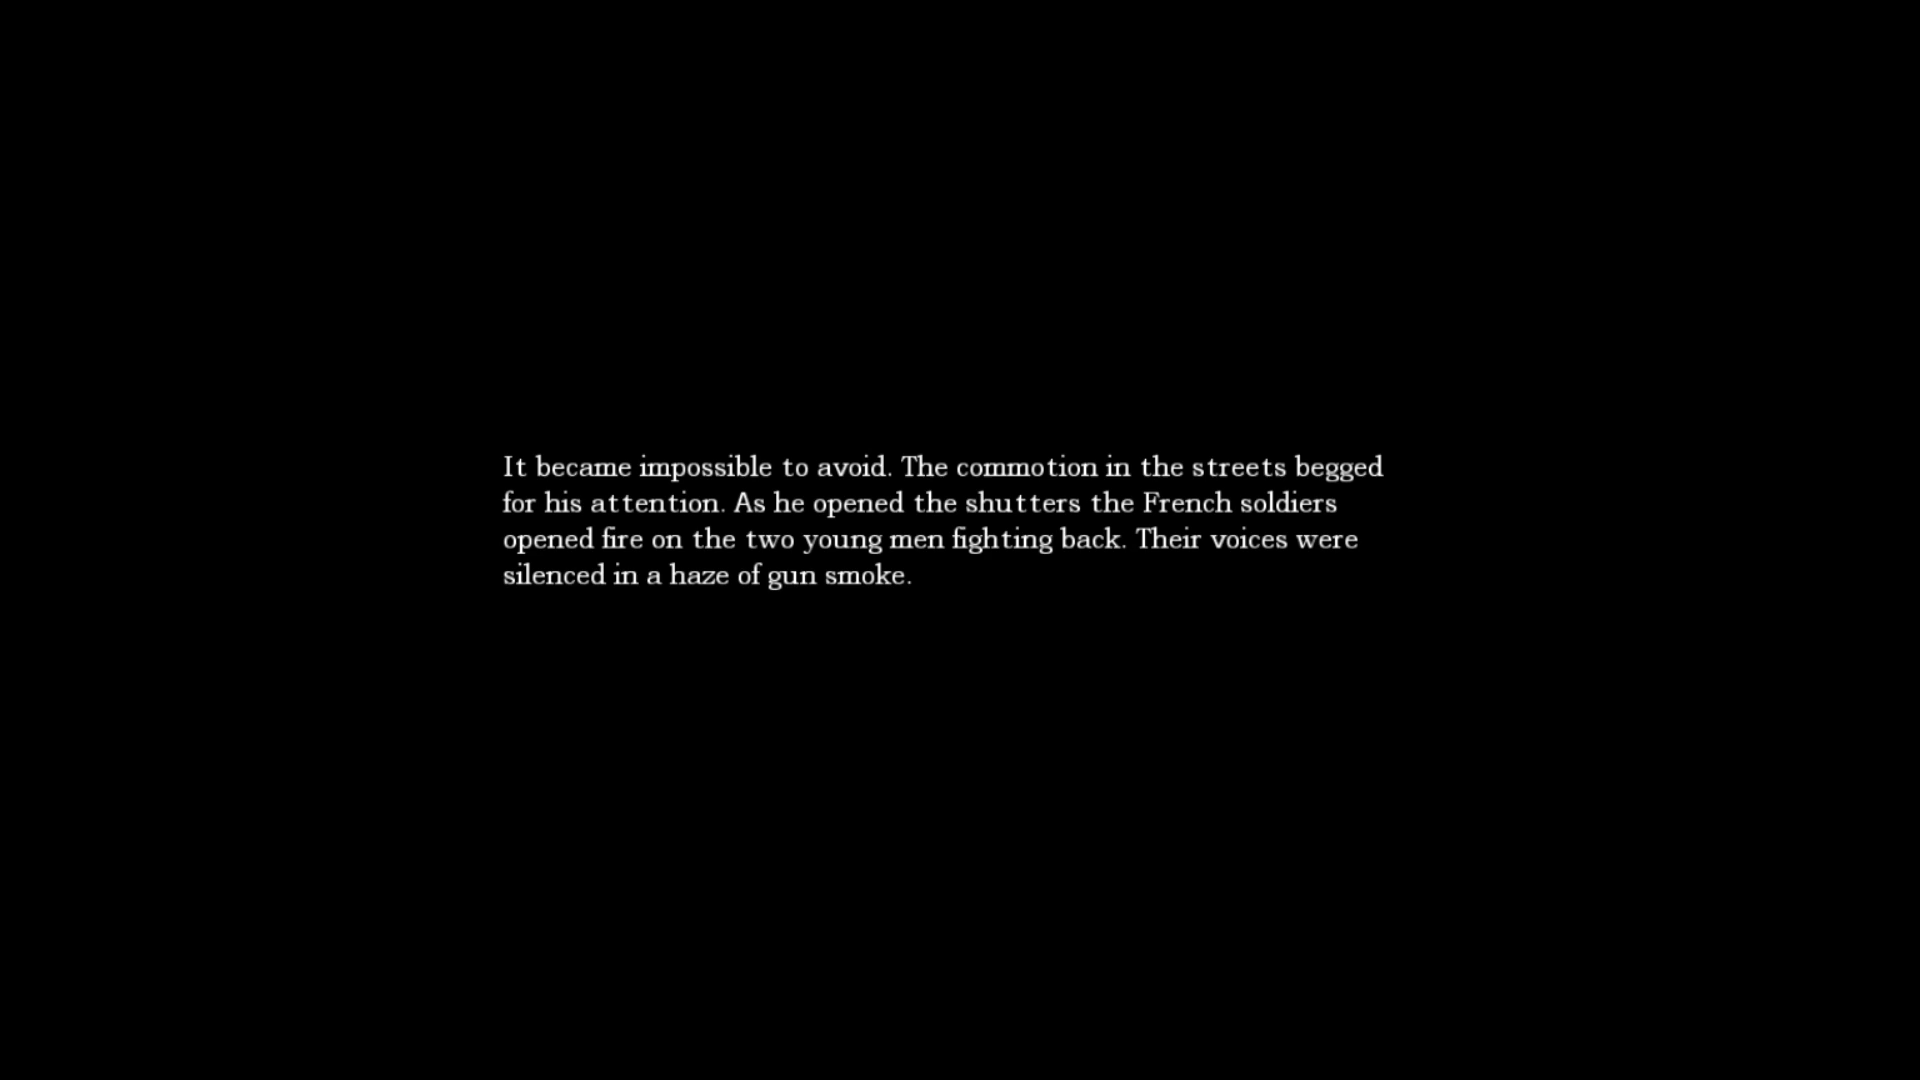 It became impossible to avoid. The commotion in the streets begged
for his attention. As he opened the shutters the French soldiers
opened fire on the two young men fighting back. Their voices were
silenced in a haze of gun smoke.